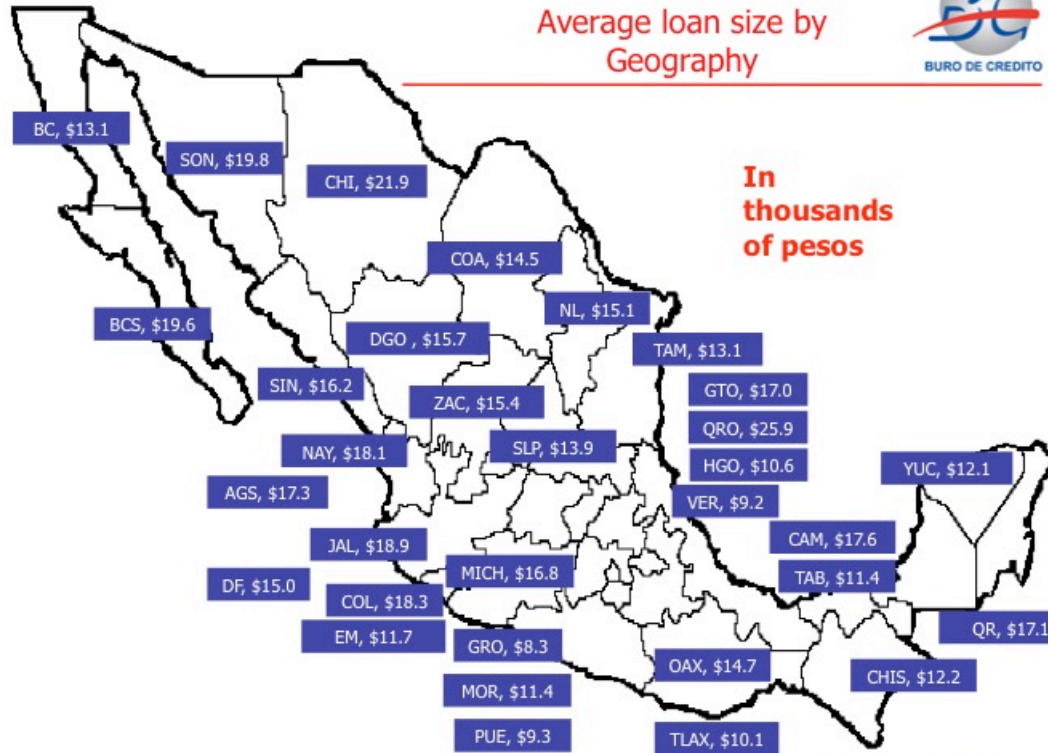 Average loan size by
Geography
BURO DE CREDITO
BC, $13.1
SON, $19.8
CHI, $21.9
In
thousands
of pesos
COA, $14.5
NL, $15.1
BCS, $19.6
DGO , $15.7
TAM, $13.1
SIN, $16.2
GTO, $17.0
ZAC, $15.4
QRO, $25.9
NAY, $18.1
SLP, $13.9
HGO, $10.6
YUC, $12.1
AGS, $17.3
VER, $9.2
JAL, $18.9
CAM, $17.6
MICH, $16.8
TAB, $11.4
DF, $15.0
COL, $18.3
QR, $17.1
EM, $11.7
GRO, $8.3
OAX, $14.7
CHIS, $12.2
MOR, $11.4
PUE, $9.3
TLAX, $10.1